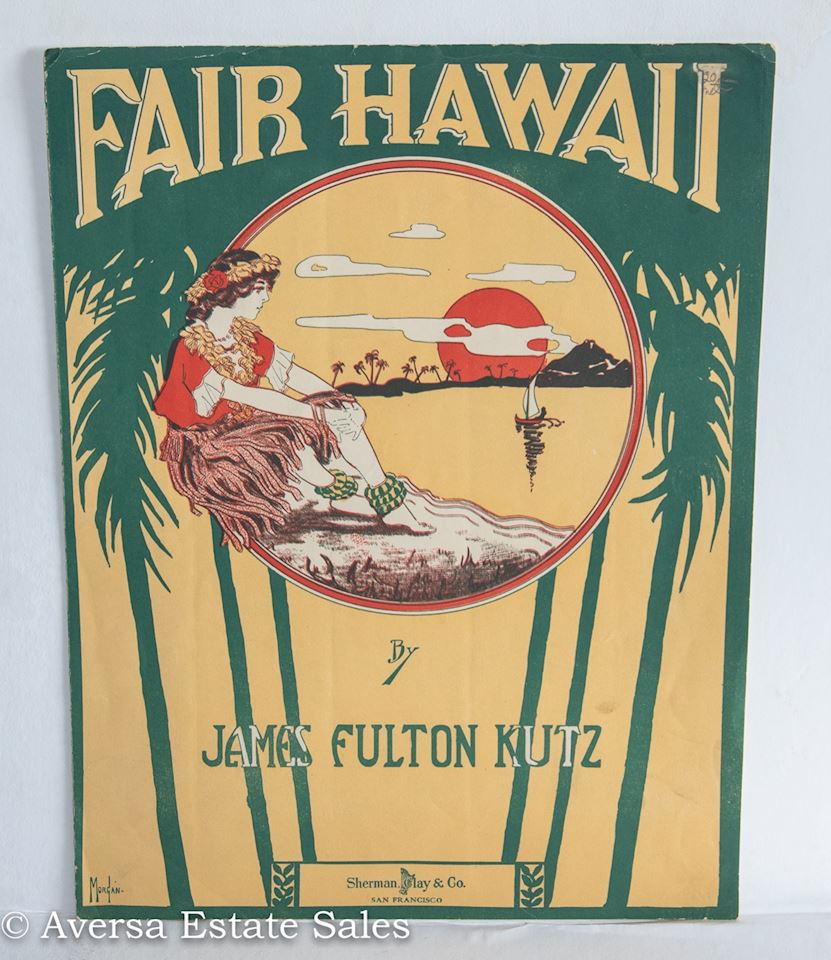 FAIR HAWAII
By
JAMES FULTON KUTZ
Morgan.
Sherman, Clay & Co.
SAN FRANCISCO
© Aversa Estate Sales